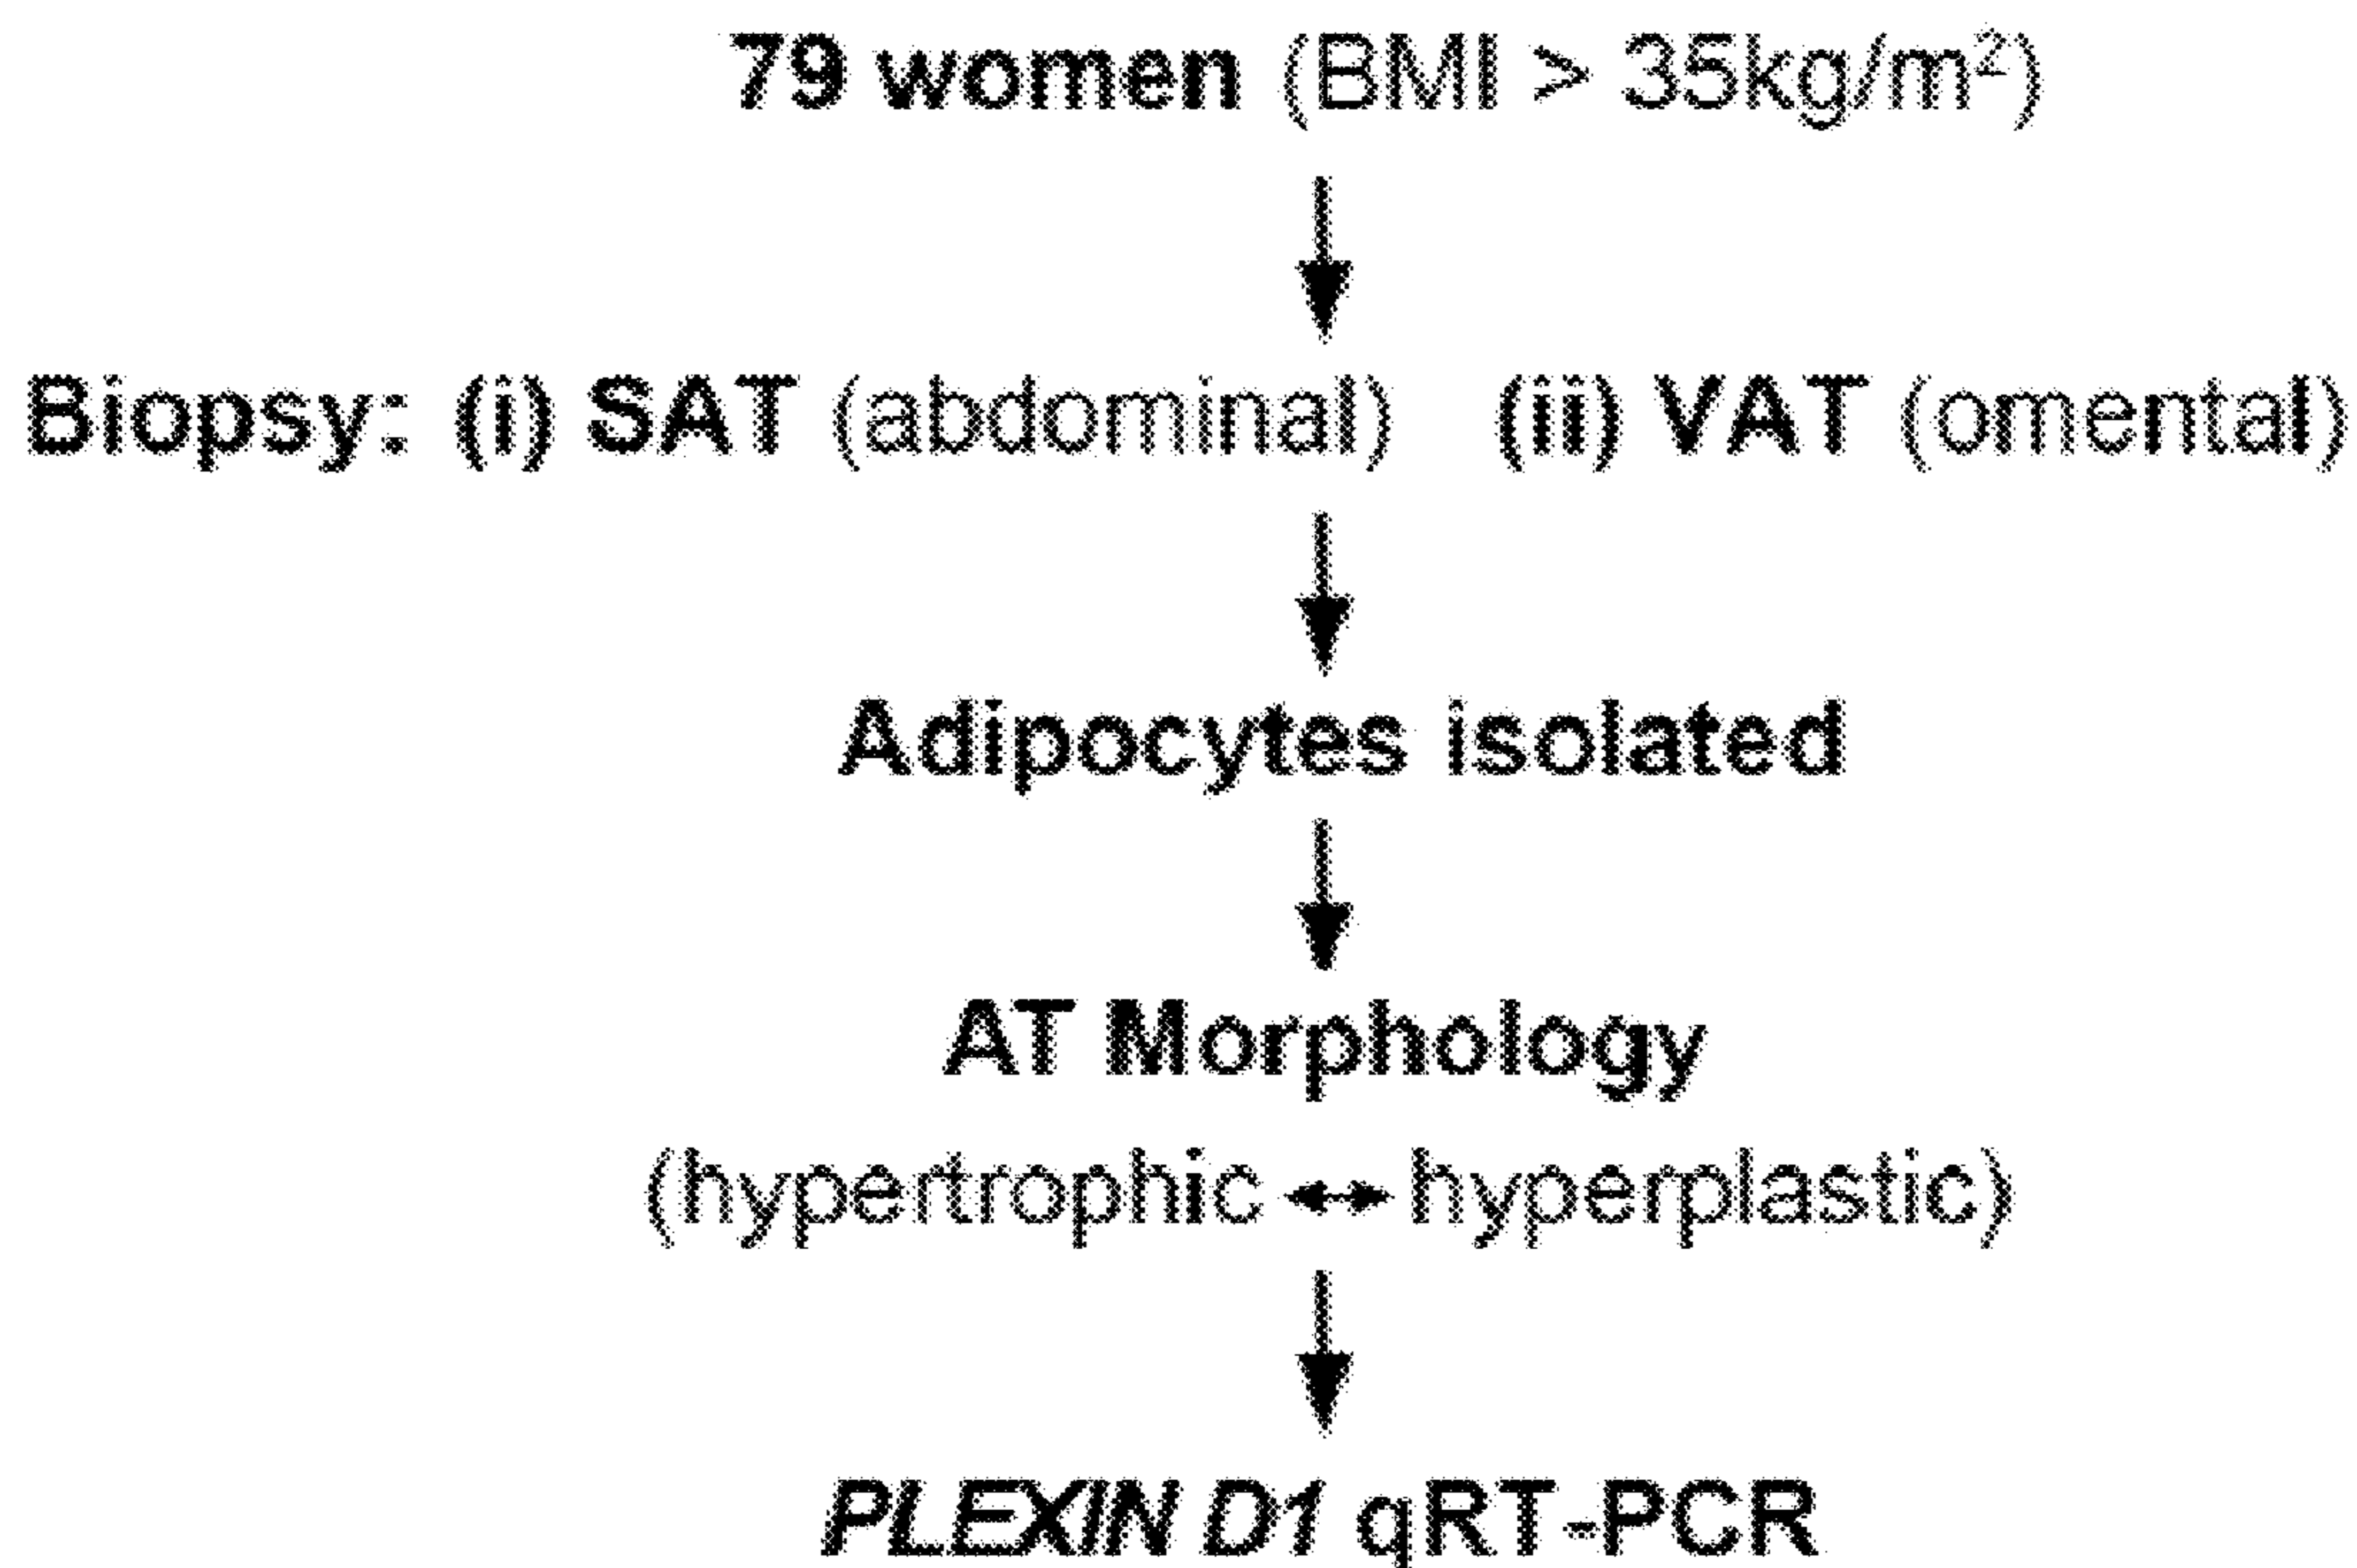 79 women (BMI > 35kg/m²)
Biopsy: (i) SAT (abdominal) (ii) VAT (omental)
Adipocytes isolated
AT Morphology
(hypertrophic ↔ hyperplastic)
PLEXIN D1 qRT-PCR